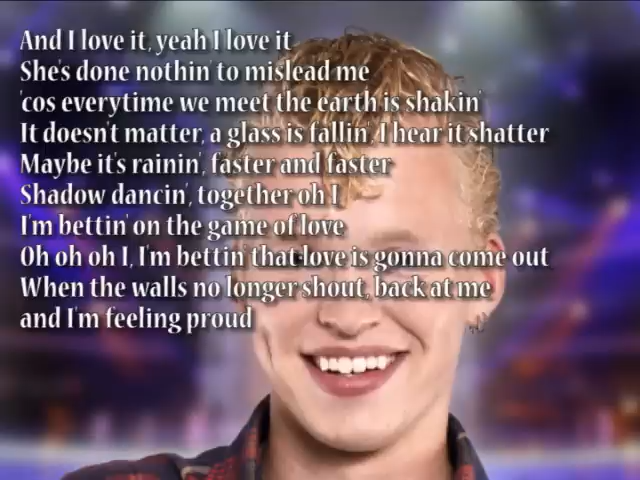 And I love it, yeah I love it
She's done nothin' to mislead me
'cos everytime we meet the earth is shakin'
It doesn't matter, a glass is fallin', I hear it shatter
Maybe it's rainin', faster and faster
Shadow dancin', together oh I
I'm bettin' on the game of love
Oh oh oh I, I'm bettin' that love is gonna come out
When the walls no longer shout, back at me
and I'm feeling proud